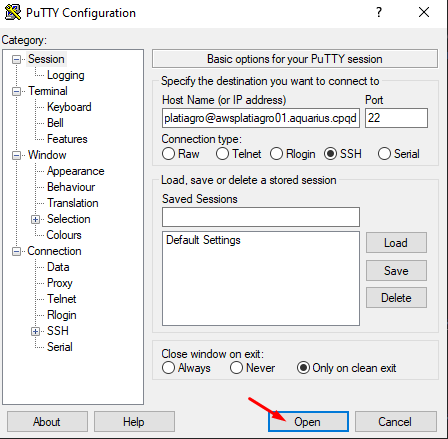 PuTTY Configuration
Category:
Session
Logging
Terminal
Keyboard
Bell
Features
Window
Appearance
Behaviour
Translation
Selection
Colours
Connection
Data
Proxy
Telnet
Rlogin
SSH
Serial
Basic options for your PuTTY session
Specify the destination you want to connect to
Host Name (or IP address) Port
platiagro@awsplatiagro01.aquarius.cpqd 22
Connection type:
Raw Telnet Rlogin SSH Serial
Load, save or delete a stored session
Saved Sessions
Default Settings
Load
Save
Delete
Close window on exit:
Always Never Only on clean exit
About Help Open Cancel